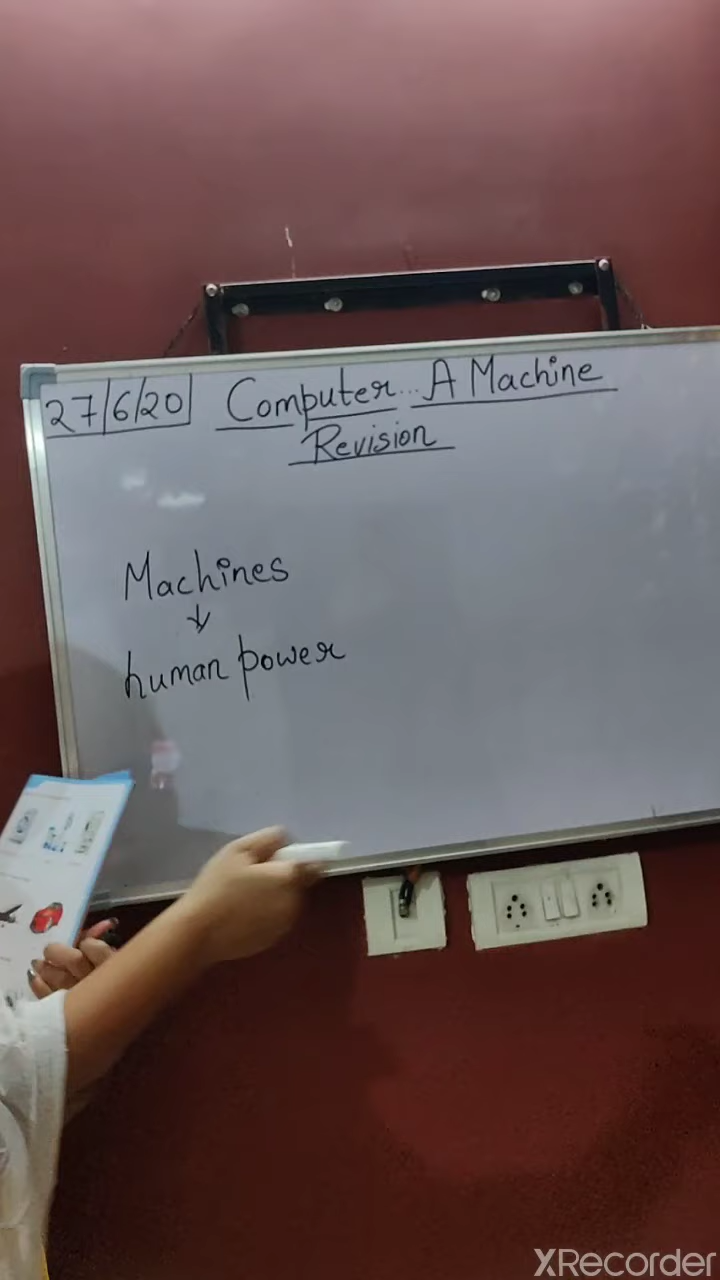 27/6/20 Computer... A Machine
Revision
Machines
human power
XRecorder